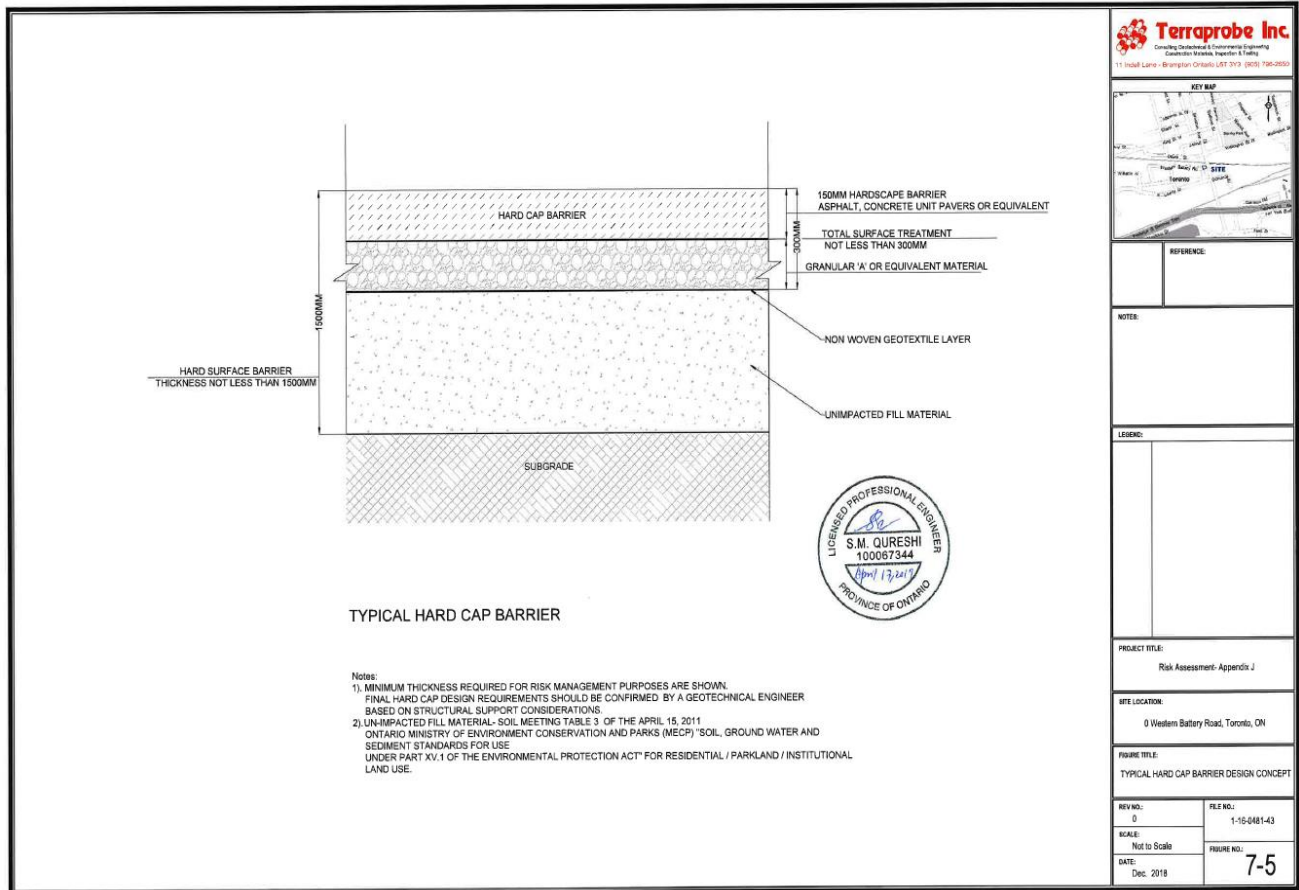 Terraprobe Inc.
Consulting Geotechnical & Environmental Engineering
Construction Materials, Inspection & Testing
11 Indell Lane - Brampton Ontario L6T 3Y3 (905) 796-2650
KEY MAP
SITE
Toronto
REFERENCE:
NOTES:
LEGEND:
PROJECT TITLE:
Risk Assessment- Appendix J
SITE LOCATION:
0 Western Battery Road, Toronto, ON
FIGURE TITLE:
TYPICAL HARD CAP BARRIER DESIGN CONCEPT
REV NO.:
0
FILE NO.:
1-16-0481-43
SCALE:
Not to Scale
DATE:
Dec. 2018
FIGURE NO.:
7-5
HARD CAP BARRIER
150MM HARDSCAPE BARRIER
ASPHALT, CONCRETE UNIT PAVERS OR EQUIVALENT
300MM
TOTAL SURFACE TREATMENT
NOT LESS THAN 300MM
GRANULAR 'A' OR EQUIVALENT MATERIAL
1500MM
NON WOVEN GEOTEXTILE LAYER
HARD SURFACE BARRIER
THICKNESS NOT LESS THAN 1500MM
UNIMPACTED FILL MATERIAL
SUBGRADE
LICENSED PROFESSIONAL ENGINEER
S.M. QURESHI
100067344
April 17, 2019
PROVINCE OF ONTARIO
TYPICAL HARD CAP BARRIER
Notes:
1). MINIMUM THICKNESS REQUIRED FOR RISK MANAGEMENT PURPOSES ARE SHOWN.
FINAL HARD CAP DESIGN REQUIREMENTS SHOULD BE CONFIRMED BY A GEOTECHNICAL ENGINEER
BASED ON STRUCTURAL SUPPORT CONSIDERATIONS.
2). UN-IMPACTED FILL MATERIAL- SOIL MEETING TABLE 3 OF THE APRIL 15, 2011
ONTARIO MINISTRY OF ENVIRONMENT CONSERVATION AND PARKS (MECP) "SOIL, GROUND WATER AND
SEDIMENT STANDARDS FOR USE
UNDER PART XV.1 OF THE ENVIRONMENTAL PROTECTION ACT" FOR RESIDENTIAL / PARKLAND / INSTITUTIONAL
LAND USE.